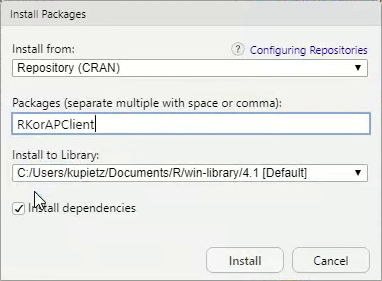 Install Packages
Install from:
? Configuring Repositories
Repository (CRAN)
Packages (separate multiple with space or comma):
RKorAPClient
Install to Library:
C:/Users/kupietz/Documents/R/win-library/4.1 [Default]
Install dependencies
Install Cancel